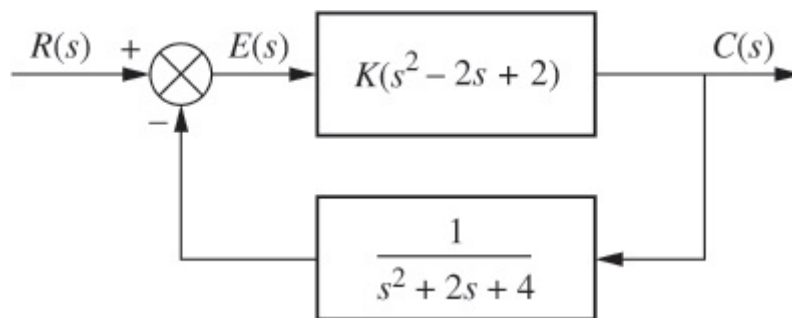 R(s) + E(s) K(s² − 2s + 2) C(s)
−
1
s² + 2s + 4